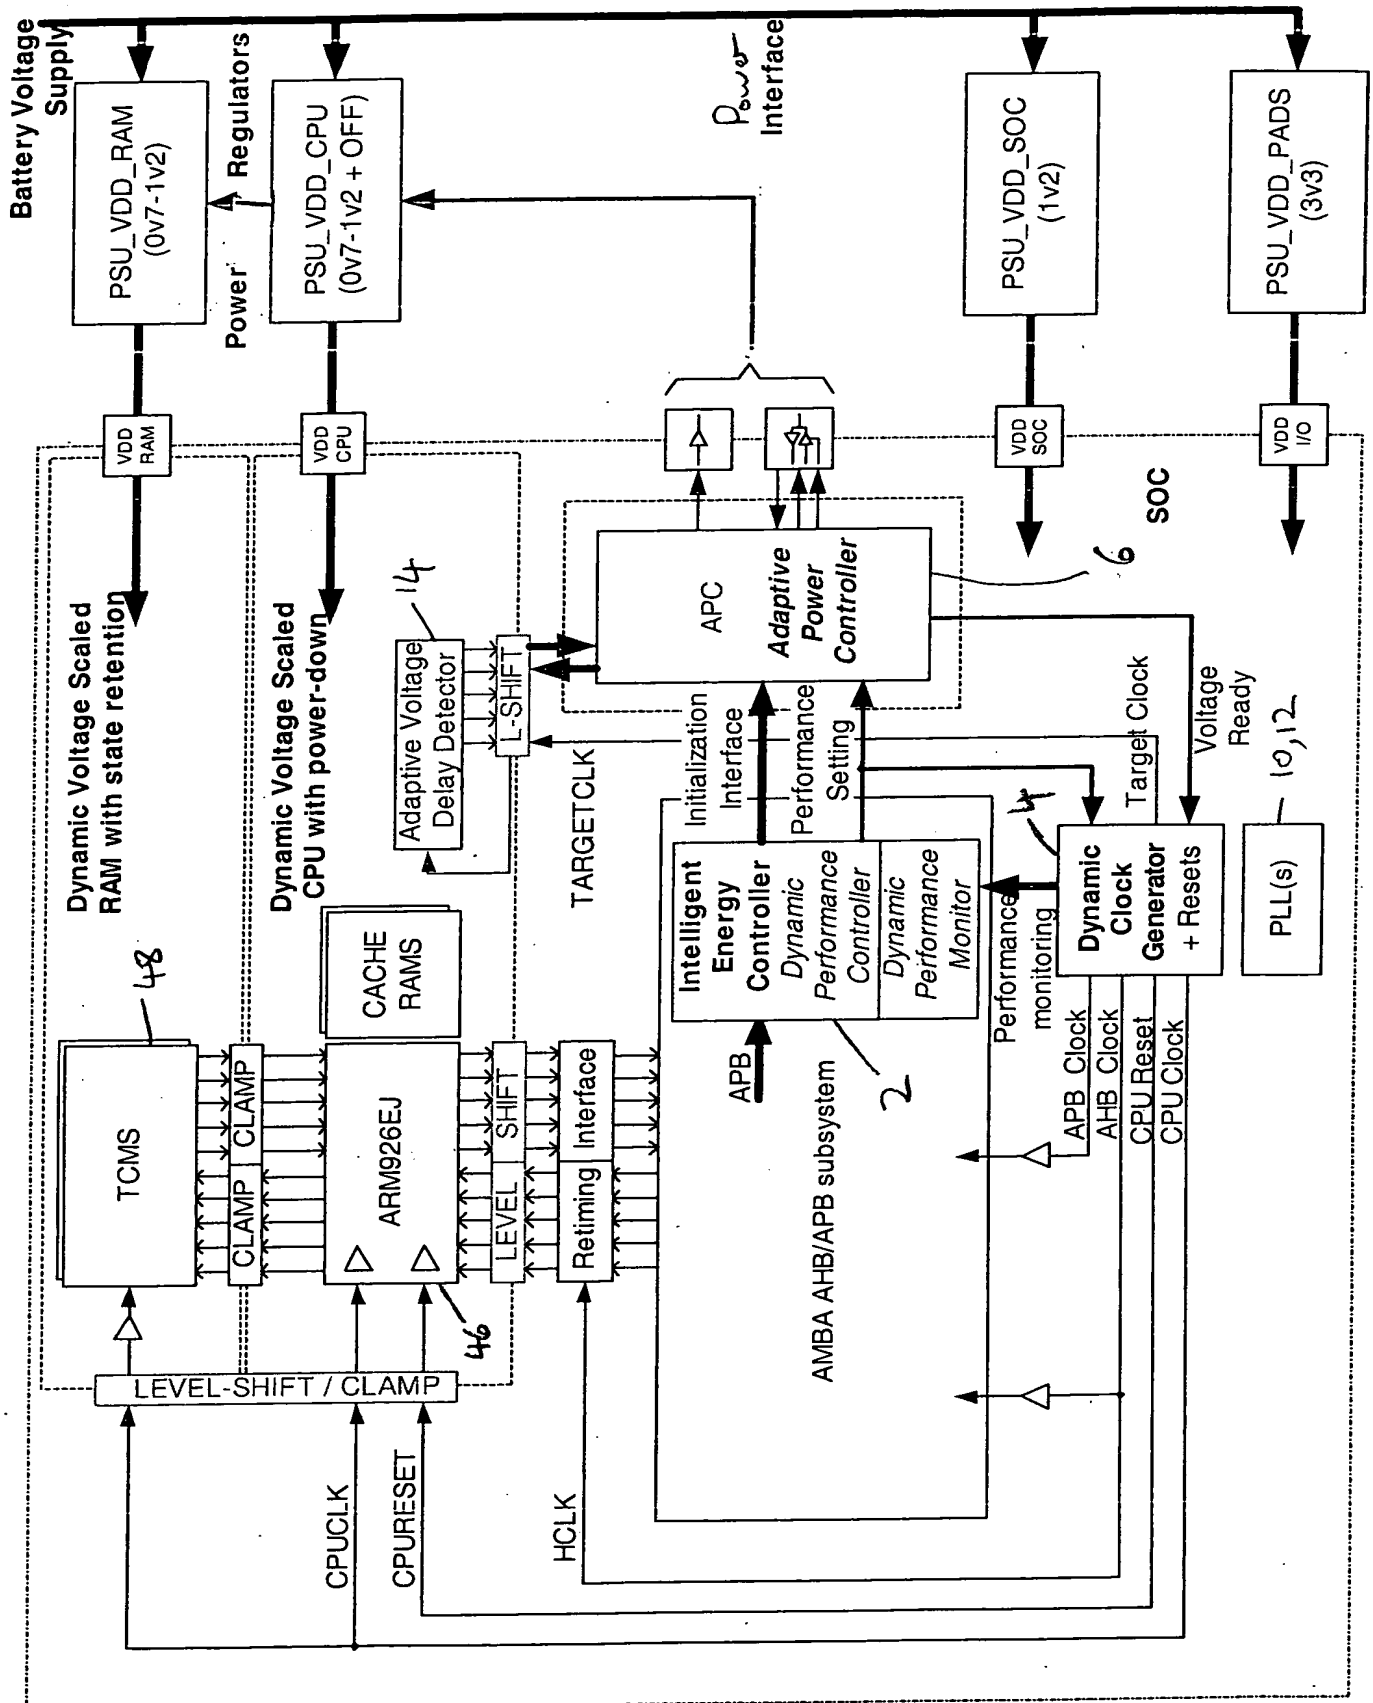 Battery Voltage
Supply
PSU_VDD_RAM
(0v7-1v2)
Power Regulators
PSU_VDD_CPU
(0v7-1v2 + OFF)
Power
Interface
PSU_VDD_SOC
(1v2)
PSU_VDD_PADS
(3v3)
VDD
RAM
VDD
CPU
VDD
SOC
VDD
I/O
SOC
Dynamic Voltage Scaled
RAM with state retention
Dynamic Voltage Scaled
CPU with power-down
14
Adaptive Voltage
Delay Detector
L-SHIFT
TARGETCLK
APC
Adaptive
Power
Controller
6
Initialization
Interface
Performance
Setting
Target Clock
Voltage
Ready
10,12
PLL(s)
48
TCMS
CLAMP
CLAMP
CACHE
RAMS
ARM926EJ
46
LEVEL
SHIFT
Retiming
Interface
LEVEL-SHIFT / CLAMP
CPUCLK
CPURESET
HCLK
AMBA AHB/APB subsystem
APB
Intelligent
Energy
Controller
Dynamic
Performance
Controller
Dynamic
Performance
Monitor
2
Performance
monitoring
4
Dynamic
Clock
Generator
+ Resets
APB Clock
AHB Clock
CPU Reset
CPU Clock